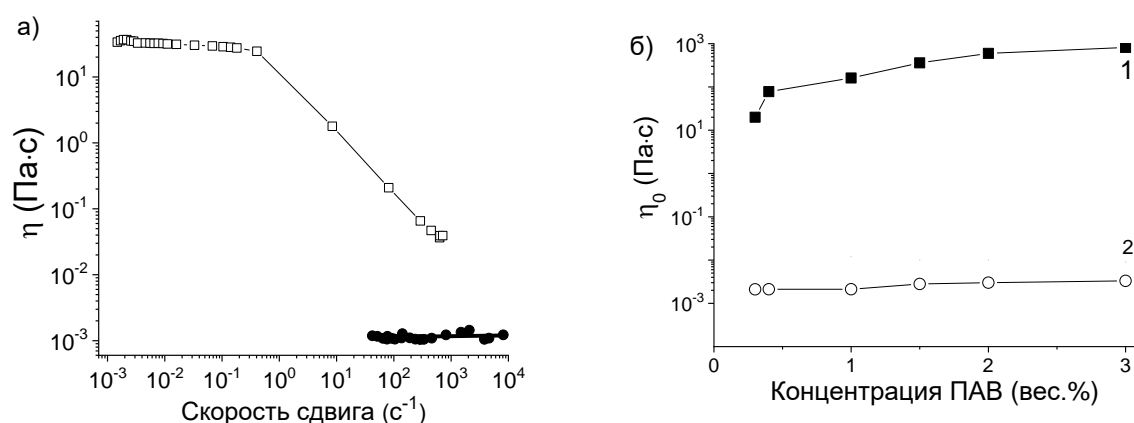 а)
η (Па·с)
10¹
10⁰
10⁻¹
10⁻²
10⁻³
10⁻³ 10⁻² 10⁻¹ 10⁰ 10¹ 10² 10³ 10⁴
Скорость сдвига (с⁻¹)
б)
η₀ (Па·с)
10³
10¹
10⁻¹
10⁻³
1
2
0 1 2 3
Концентрация ПАВ (вес.%)